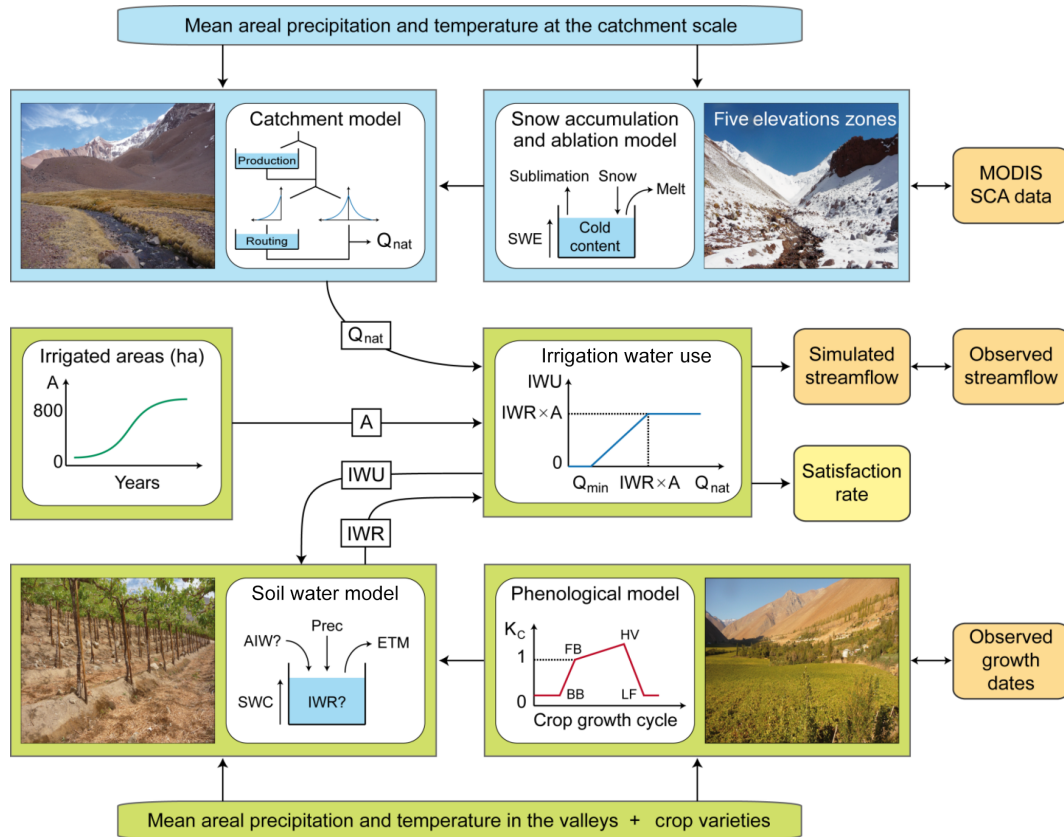 Mean areal precipitation and temperature at the catchment scale
Catchment model
Production
Routing
Qnat
Snow accumulation
and ablation model
Sublimation
Snow
Melt
SWE
Cold
content
Five elevations zones
MODIS
SCA data
Qnat
Irrigated areas (ha)
A
800
0
Years
A
Irrigation water use
IWU
IWR×A
0
Qmin
IWR×A
Qnat
Simulated
streamflow
Observed
streamflow
Satisfaction
rate
IWU
IWR
Soil water model
AIW?
Prec
ETM
SWC
IWR?
Phenological model
KC
1
0
FB
HV
BB
LF
Crop growth cycle
Observed
growth
dates
Mean areal precipitation and temperature in the valleys + crop varieties